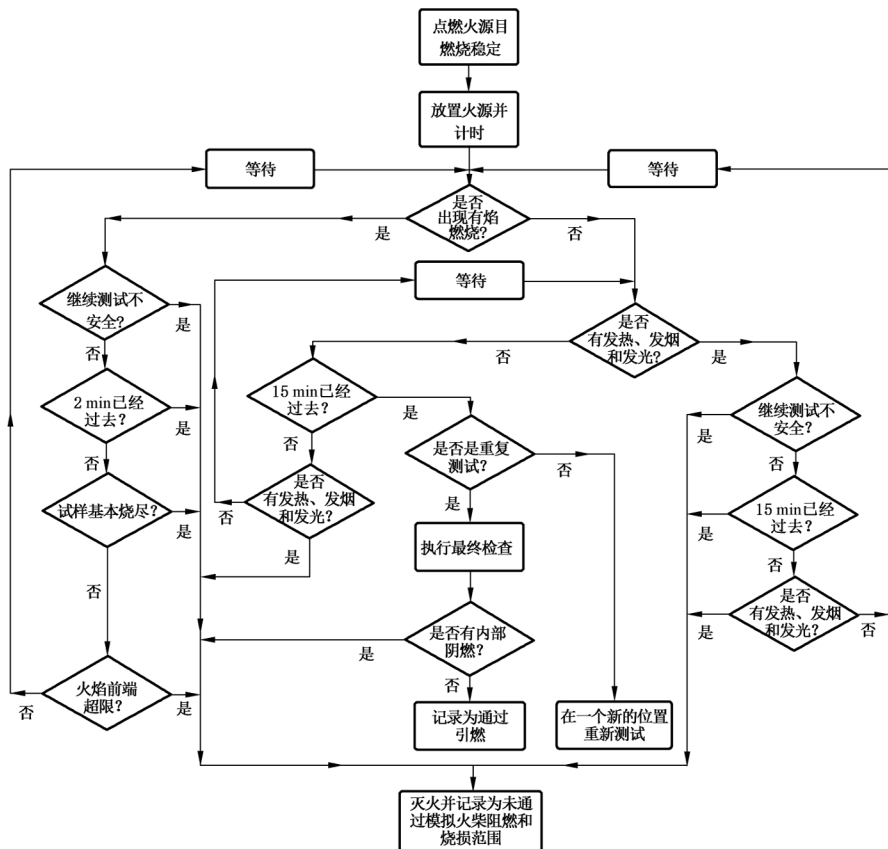 点燃火源目
燃烧稳定
放置火源并
计时
等待
等待
是否
出现有焰
燃烧?
是
否
等待
继续测试不
安全?
是
否
是否
有发热、发烟
和发光?
否
是
2 min已经
过去?
是
否
15 min已经
过去?
是
否
继续测试不
安全?
是
否
是否是重复
测试?
否
是
试样基本烧尽?
是
否
是否
有发热、发烟
和发光?
否
是
15 min已经
过去?
是
否
执行最终检查
是否
有发热、发烟
和发光?
是
否
是否有内部
阴燃?
是
否
火焰前端
超限?
否
是
记录为通过
引燃
在一个新的位置
重新测试
灭火并记录为未通
过模拟火柴阻燃和
烧损范围